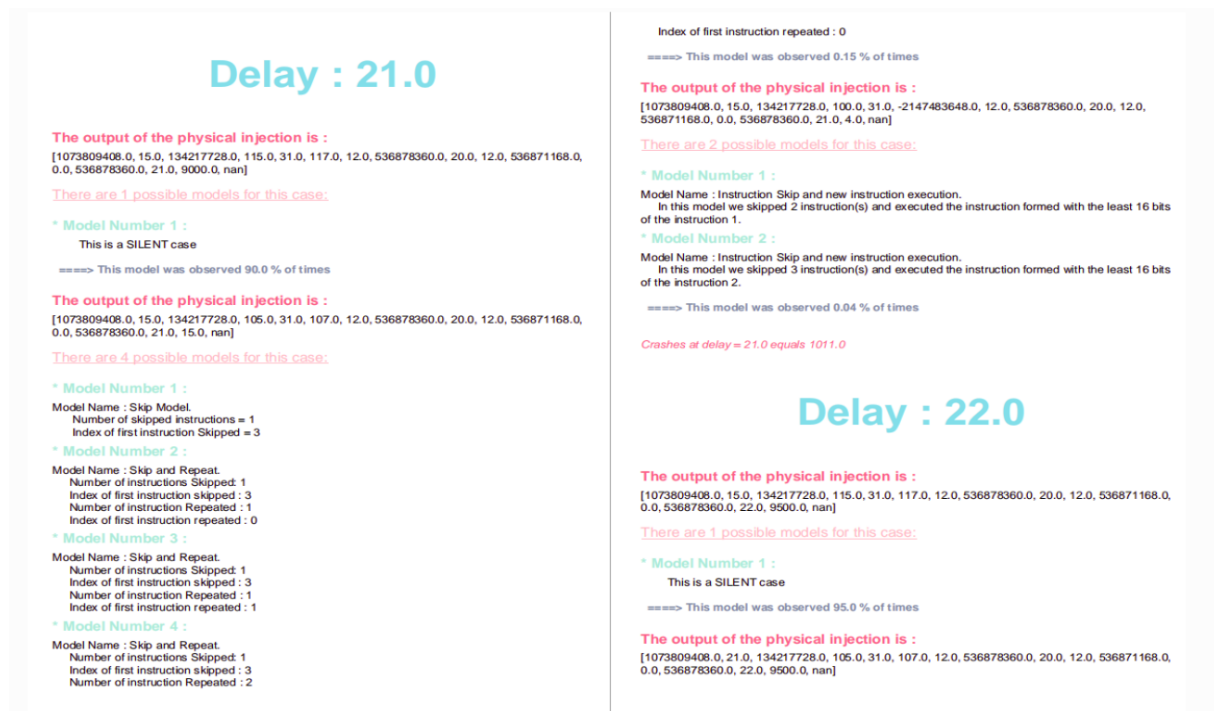 Delay : 21.0
The output of the physical injection is :
[1073809408.0, 15.0, 134217728.0, 115.0, 31.0, 117.0, 12.0, 536878360.0, 20.0, 12.0, 536871168.0,
0.0, 536878360.0, 21.0, 9000.0, nan]
There are 1 possible models for this case:
* Model Number 1 :
This is a SILENT case
====> This model was observed 90.0 % of times
The output of the physical injection is :
[1073809408.0, 15.0, 134217728.0, 105.0, 31.0, 107.0, 12.0, 536878360.0, 20.0, 12.0, 536871168.0,
0.0, 536878360.0, 21.0, 15.0, nan]
There are 4 possible models for this case:
* Model Number 1 :
Model Name : Skip Model.
Number of skipped instructions = 1
Index of first instruction Skipped = 3
* Model Number 2 :
Model Name : Skip and Repeat.
Number of instructions Skipped: 1
Index of first instruction skipped : 3
Number of instruction Repeated : 1
Index of first instruction repeated : 0
* Model Number 3 :
Model Name : Skip and Repeat.
Number of instructions Skipped: 1
Index of first instruction skipped : 3
Number of instruction Repeated : 1
Index of first instruction repeated : 1
* Model Number 4 :
Model Name : Skip and Repeat.
Number of instructions Skipped: 1
Index of first instruction skipped : 3
Number of instruction Repeated : 2
Index of first instruction repeated : 0
====> This model was observed 0.15 % of times
The output of the physical injection is :
[1073809408.0, 15.0, 134217728.0, 100.0, 31.0, -2147483648.0, 12.0, 536878360.0, 20.0, 12.0,
536871168.0, 0.0, 536878360.0, 21.0, 4.0, nan]
There are 2 possible models for this case:
* Model Number 1 :
Model Name : Instruction Skip and new instruction execution.
In this model we skipped 2 instruction(s) and executed the instruction formed with the least 16 bits
of the instruction 1.
* Model Number 2 :
Model Name : Instruction Skip and new instruction execution.
In this model we skipped 3 instruction(s) and executed the instruction formed with the least 16 bits
of the instruction 2.
====> This model was observed 0.04 % of times
Crashes at delay = 21.0 equals 1011.0
Delay : 22.0
The output of the physical injection is :
[1073809408.0, 15.0, 134217728.0, 115.0, 31.0, 117.0, 12.0, 536878360.0, 20.0, 12.0, 536871168.0,
0.0, 536878360.0, 22.0, 9500.0, nan]
There are 1 possible models for this case:
* Model Number 1 :
This is a SILENT case
====> This model was observed 95.0 % of times
The output of the physical injection is :
[1073809408.0, 21.0, 134217728.0, 105.0, 31.0, 107.0, 12.0, 536878360.0, 20.0, 12.0, 536871168.0,
0.0, 536878360.0, 22.0, 9500.0, nan]